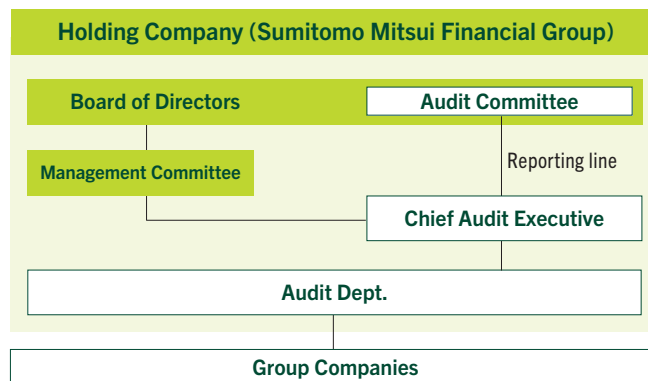 Holding Company (Sumitomo Mitsui Financial Group)
Board of Directors
Audit Committee
Management Committee
Reporting line
Chief Audit Executive
Audit Dept.
Group Companies